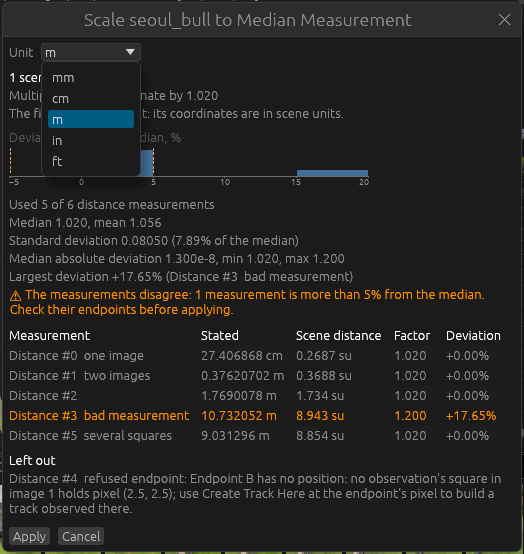 Scale seoul_bull to Median Measurement
Unit m
mm
cm
m
in
ft
1 scen
Multip
nate by 1.020
The fi
t: its coordinates are in scene units.
Devia
dian, %
−5 0 5 10 15 20
Used 5 of 6 distance measurements
Median 1.020, mean 1.056
Standard deviation 0.08050 (7.89% of the median)
Median absolute deviation 1.300e-8, min 1.020, max 1.200
Largest deviation +17.65% (Distance #3 bad measurement)
⚠ The measurements disagree: 1 measurement is more than 5% from the median.
Check their endpoints before applying.
Measurement Stated Scene distance Factor Deviation
Distance #0 one image 27.406868 cm 0.2687 su 1.020 +0.00%
Distance #1 two images 0.37620702 m 0.3688 su 1.020 +0.00%
Distance #2 1.7690078 m 1.734 su 1.020 +0.00%
Distance #3 bad measurement 10.732052 m 8.943 su 1.200 +17.65%
Distance #5 several squares 9.031296 m 8.854 su 1.020 +0.00%
Left out
Distance #4 refused endpoint: Endpoint B has no position: no observation's square in
image 1 holds pixel (2.5, 2.5); use Create Track Here at the endpoint's pixel to build a
track observed there.
Apply Cancel